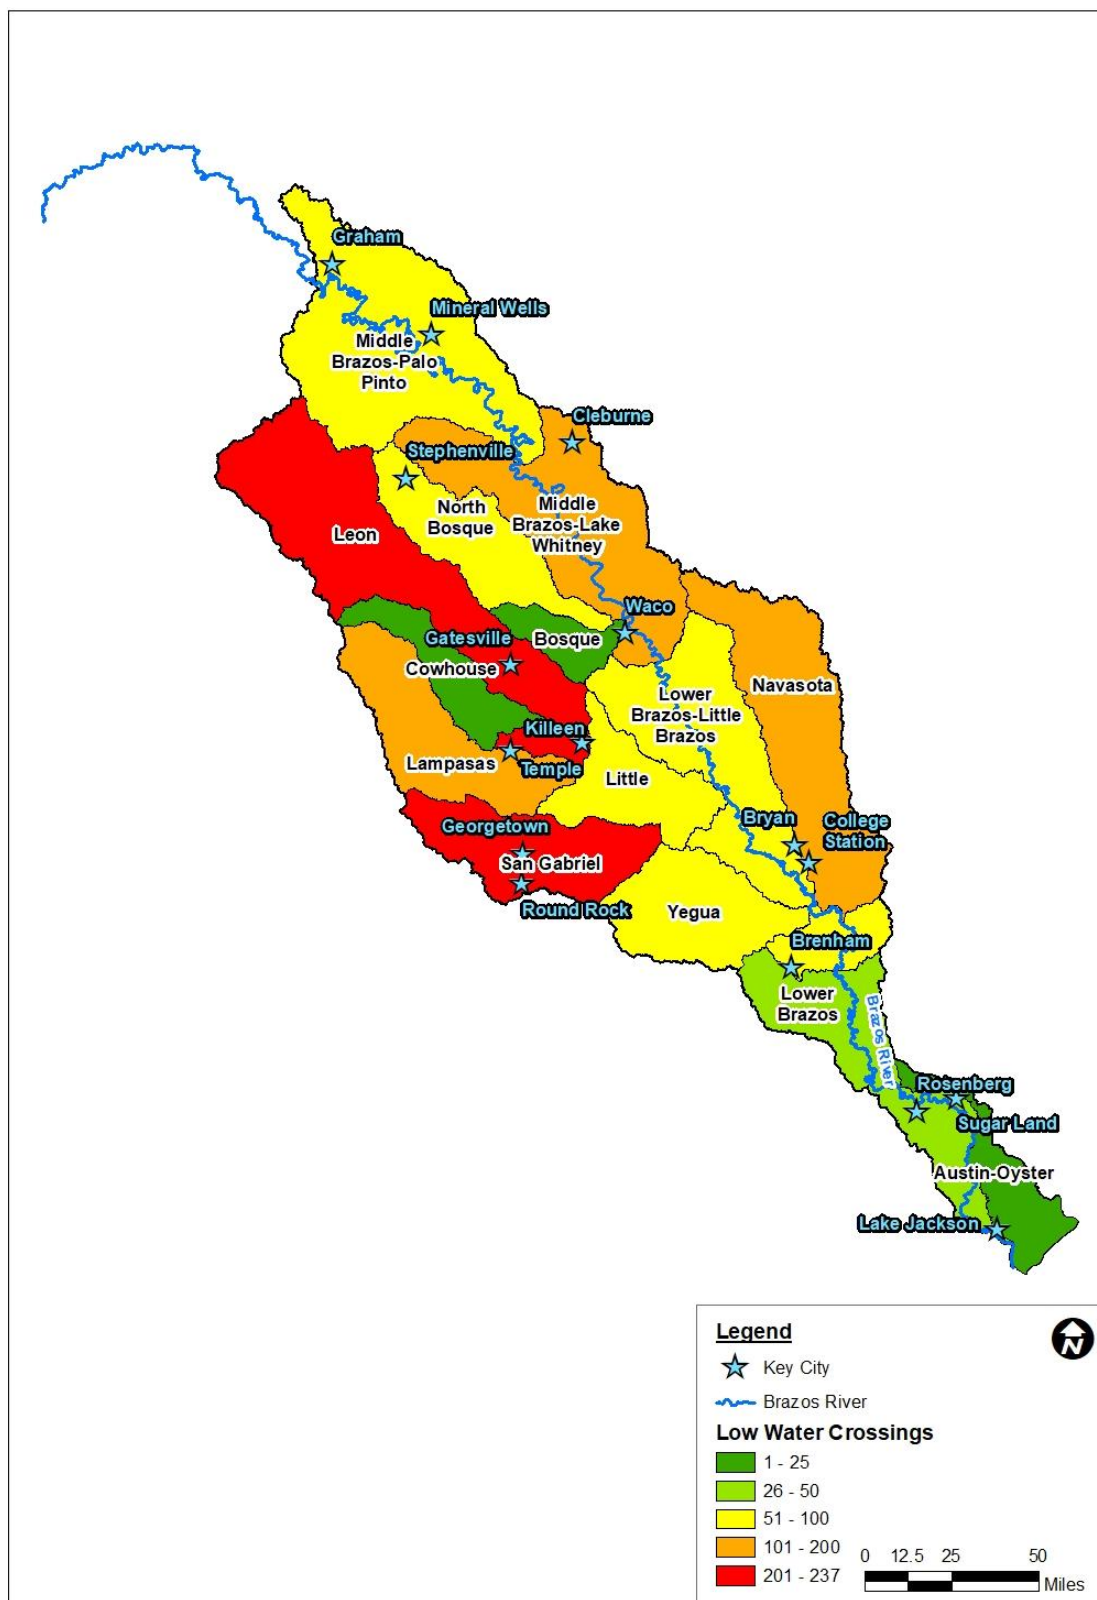 Graham
Mineral Wells
Middle
Brazos-Palo
Pinto
Cleburne
Stephenville
North
Bosque
Middle
Brazos-Lake
Whitney
Leon
Waco
Bosque
Gatesville
Cowhouse
Navasota
Lower
Brazos-Little
Brazos
Killeen
Lampasas
Temple
Little
Georgetown
Bryan
College
Station
San Gabriel
Round Rock
Yegua
Brenham
Lower
Brazos
Brazos River
Rosenberg
Sugar Land
Austin-Oyster
Lake Jackson
Legend
N
Key City
Brazos River
Low Water Crossings
1 - 25
26 - 50
51 - 100
101 - 200
201 - 237
0 12.5 25 50
Miles